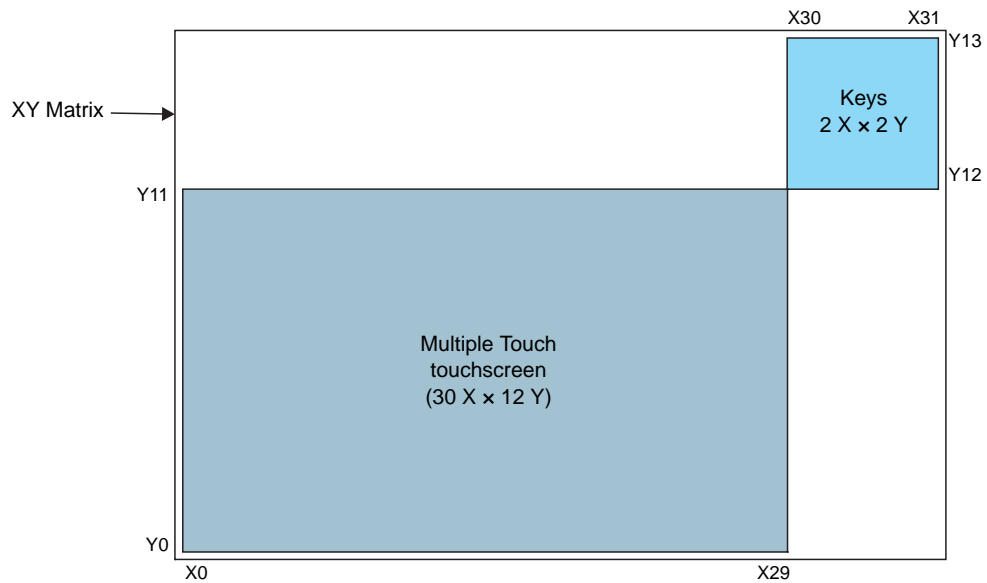 X30 X31
Y13
XY Matrix
Keys
2 X × 2 Y
Y12
Y11
Multiple Touch
touchscreen
(30 X × 12 Y)
Y0
X0 X29